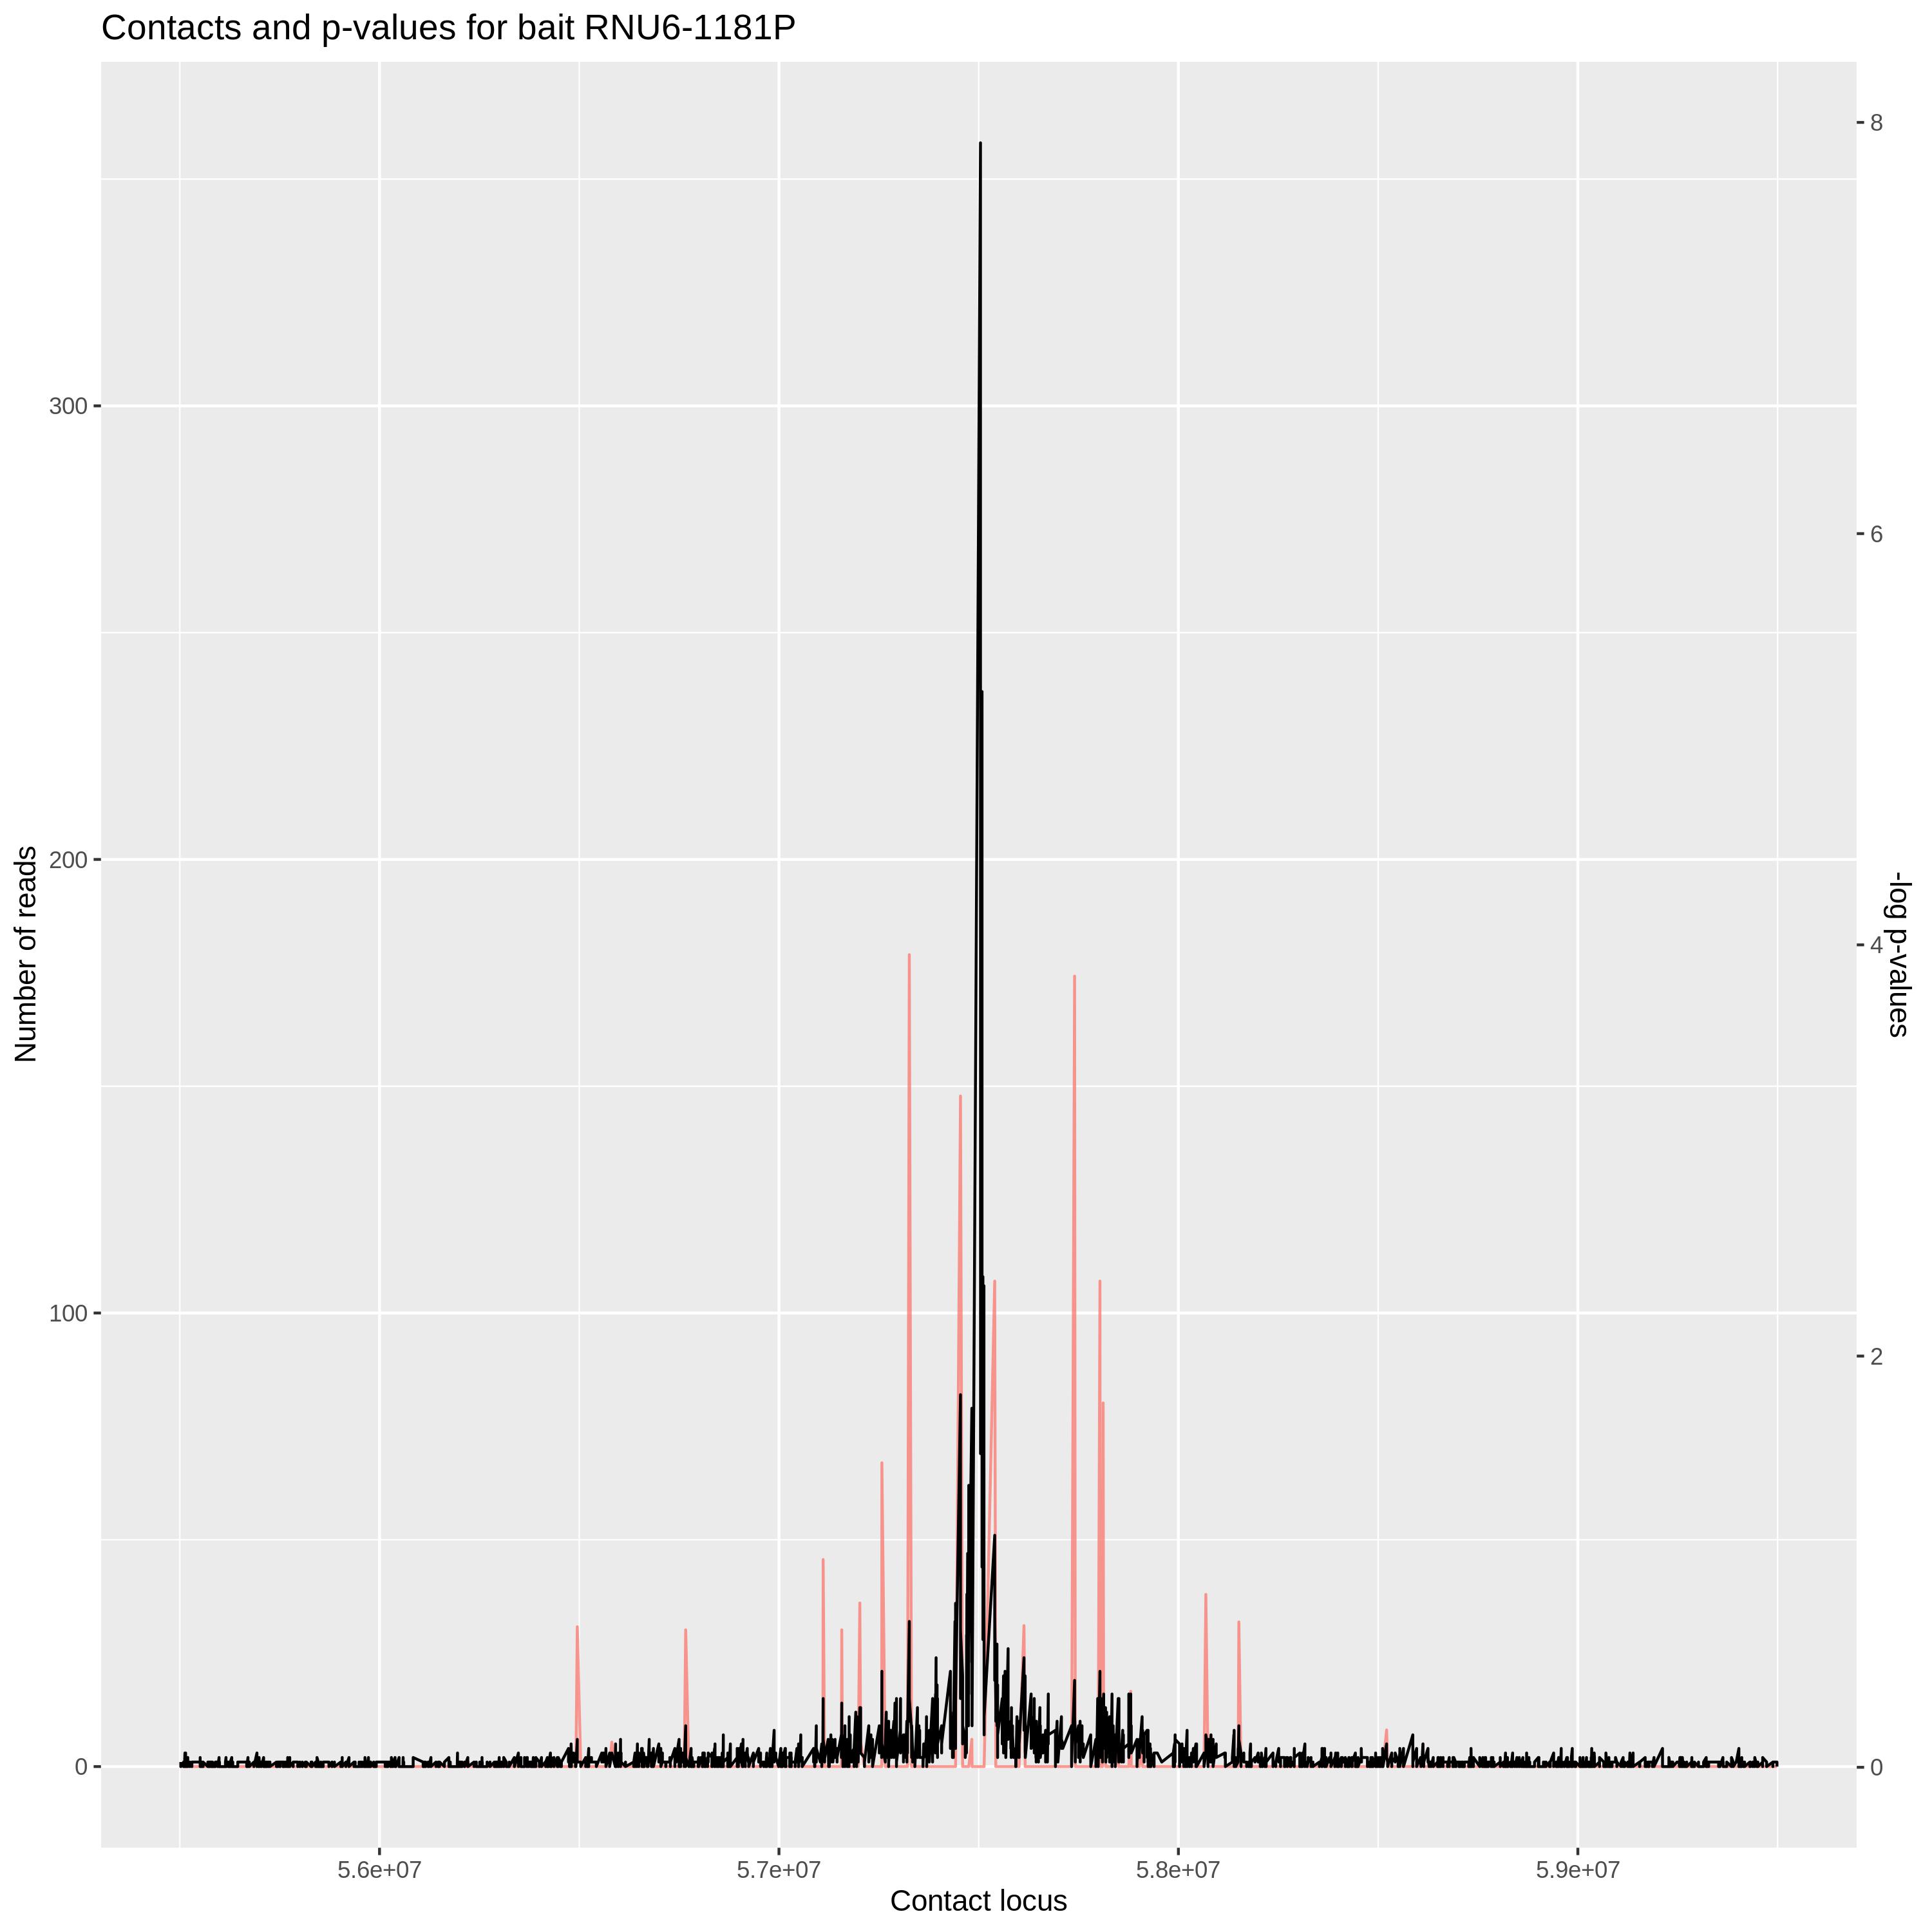 Contacts and p-values for bait RNU6-1181P
8
6
4
2
0
300
200
100
0
Number of reads
-log p-values
5.6e+07 5.7e+07 5.8e+07 5.9e+07
Contact locus